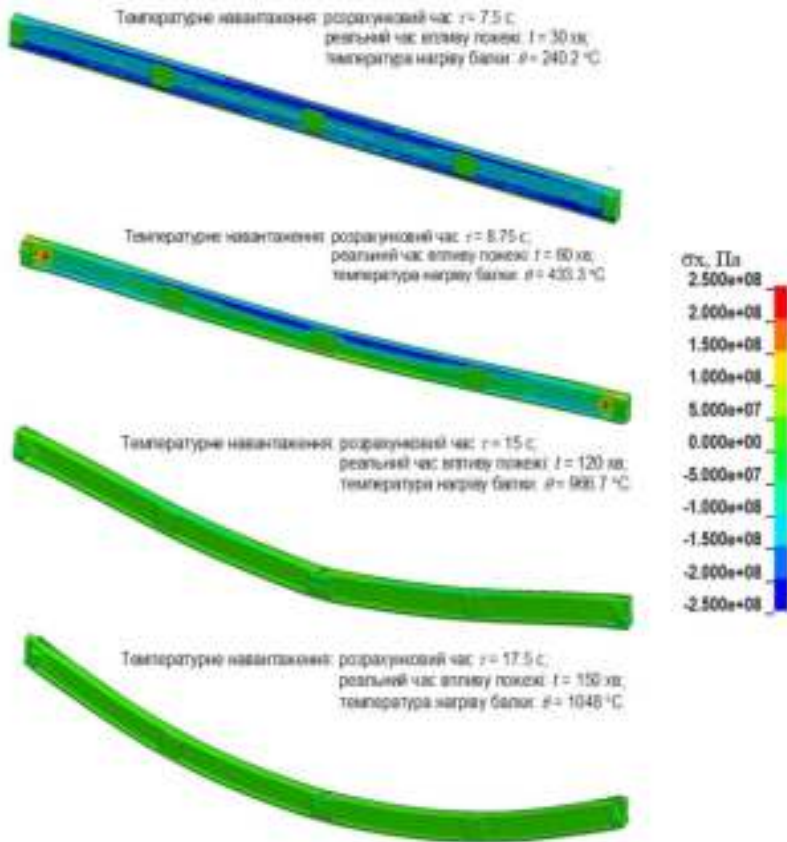 Температурне навантаження: розрахунковий час τ = 7.5 с;
реальний час впливу пожежі: t = 30 хв;
температура нагріву балки: θ = 240.2 °C
Температурне навантаження: розрахунковий час τ = 8.75 с;
реальний час впливу пожежі: t = 60 хв;
температура нагріву балки: θ = 433.3 °C
σx, Па
2.500e+08
2.000e+08
1.500e+08
1.000e+08
5.000e+07
0.000e+00
-5.000e+07
-1.000e+08
-1.500e+08
-2.000e+08
-2.500e+08
Температурне навантаження: розрахунковий час τ = 15 с;
реальний час впливу пожежі: t = 120 хв;
температура нагріву балки: θ = 966.7 °C
Температурне навантаження: розрахунковий час τ = 17.5 с;
реальний час впливу пожежі: t = 150 хв;
температура нагріву балки: θ = 1048 °C